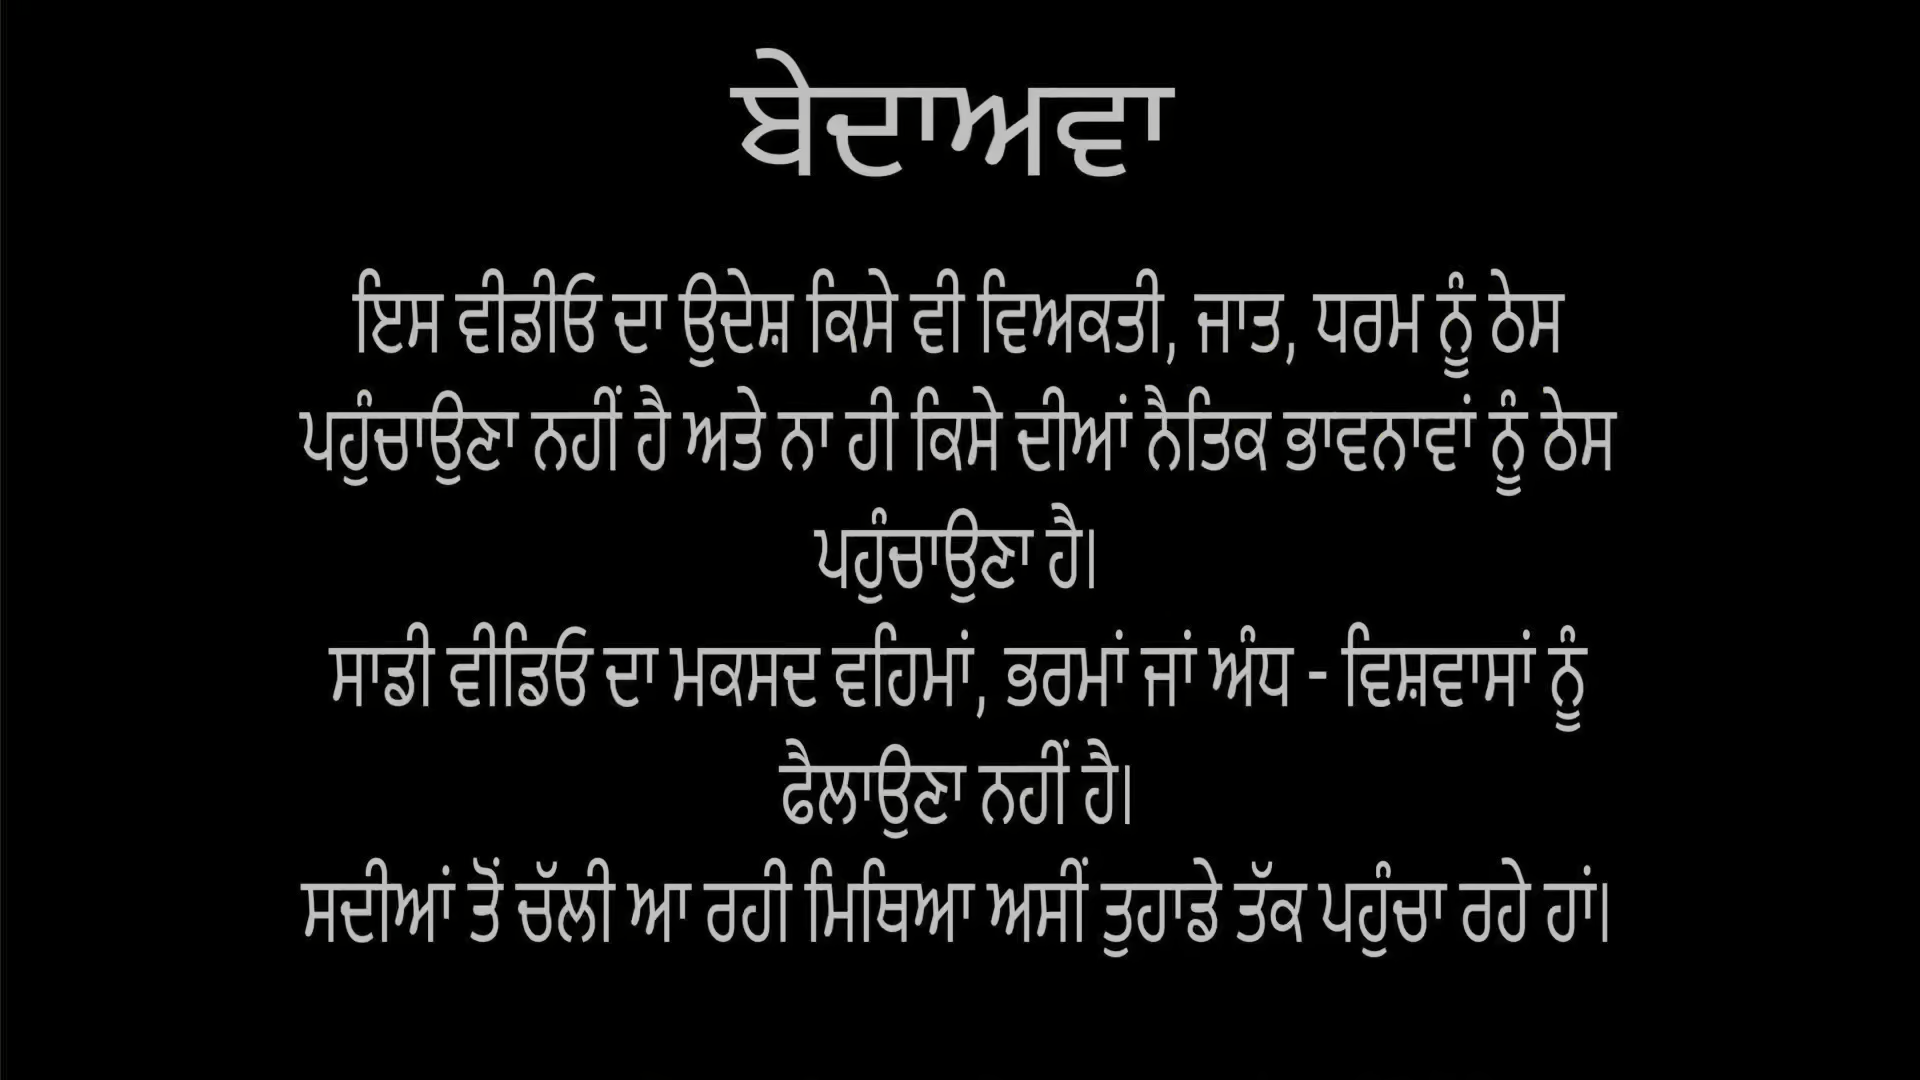 ਬੇਦਾਅਵਾ
ਇਸ ਵੀਡੀਓ ਦਾ ਉਦੇਸ਼ ਕਿਸੇ ਵੀ ਵਿਅਕਤੀ, ਜਾਤ, ਧਰਮ ਨੂੰ ਠੇਸ
ਪਹੁੰਚਾਉਣਾ ਨਹੀਂ ਹੈ ਅਤੇ ਨਾ ਹੀ ਕਿਸੇ ਦੀਆਂ ਨੈਤਿਕ ਭਾਵਨਾਵਾਂ ਨੂੰ ਠੇਸ
ਪਹੁੰਚਾਉਣਾ ਹੈ।
ਸਾਡੀ ਵੀਡਿਓ ਦਾ ਮਕਸਦ ਵਹਿਮਾਂ, ਭਰਮਾਂ ਜਾਂ ਅੰਧ - ਵਿਸ਼ਵਾਸਾਂ ਨੂੰ
ਫੈਲਾਉਣਾ ਨਹੀਂ ਹੈ।
ਸਦੀਆਂ ਤੋਂ ਚੱਲੀ ਆ ਰਹੀ ਮਿਥਿਆ ਅਸੀਂ ਤੁਹਾਡੇ ਤੱਕ ਪਹੁੰਚਾ ਰਹੇ ਹਾਂ।